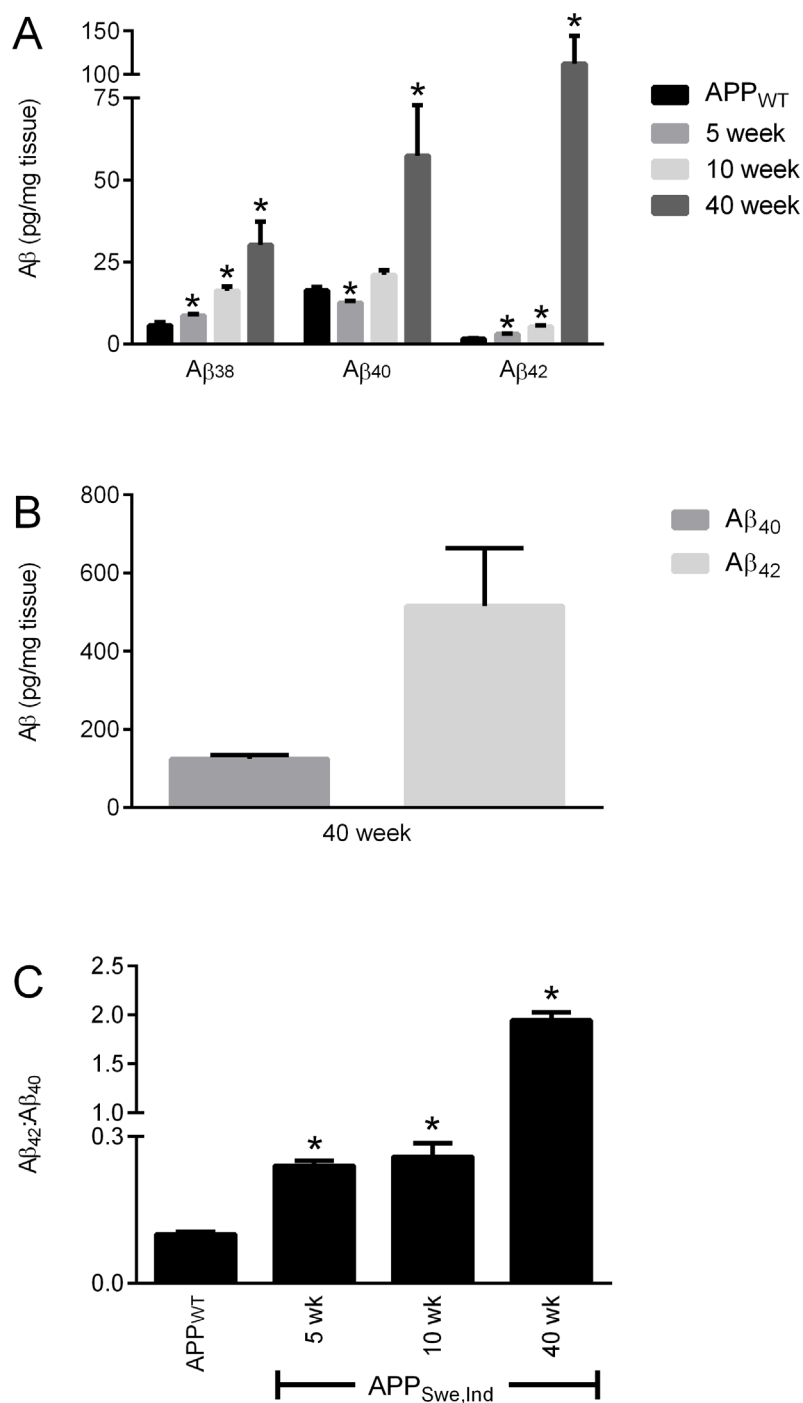 A
Aβ (pg/mg tissue)
150
100
75
50
25
0
*
*
*
*
*
*
*
*
Aβ38
Aβ40
Aβ42
APPWT
5 week
10 week
40 week
B
Aβ (pg/mg tissue)
800
600
400
200
0
40 week
Aβ40
Aβ42
C
Aβ42:Aβ40
2.5
2.0
1.5
1.0
0.3
0.0
*
*
*
APPWT
5 wk
10 wk
40 wk
APPSwe,Ind